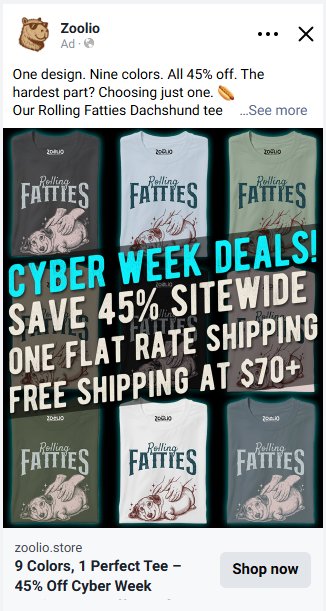 Zoolio
Ad ·
One design. Nine colors. All 45% off. The
hardest part? Choosing just one. 🌭
Our Rolling Fatties Dachshund tee ...See more
ZOOLIO
ZOOLIO
ZOOLIO
Rolling
FATTIES
Rolling
FATTIES
Rolling
FATTIES
CYBER WEEK DEALS!
SAVE 45% SITEWIDE
ONE FLAT RATE SHIPPING
FREE SHIPPING AT $70+
ZOOLIO
ZOOLIO
ZOOLIO
Rolling
FATTIES
Rolling
FATTIES
Rolling
FATTIES
zoolio.store
9 Colors, 1 Perfect Tee –
45% Off Cyber Week
Shop now